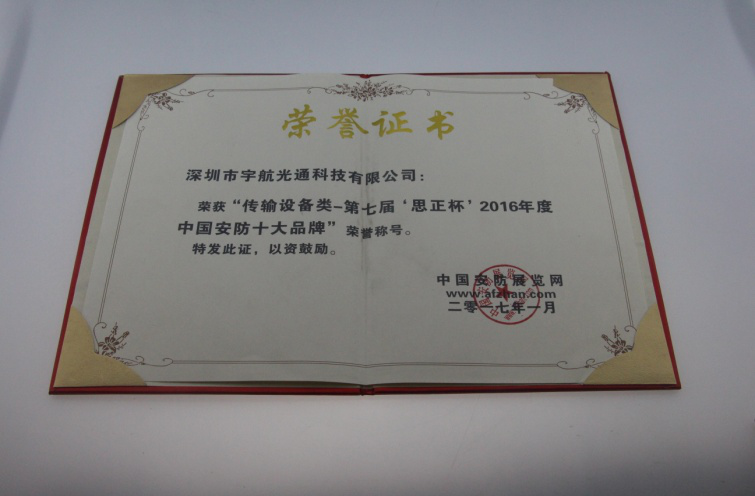 荣誉证书
深圳市宇航光通科技有限公司：
荣获“传输设备类-第七届‘思正杯’2016年度
中国安防十大品牌”荣誉称号。
特发此证，以资鼓励。
中国安防展览网
www.afzhan.com
二零一七年一月